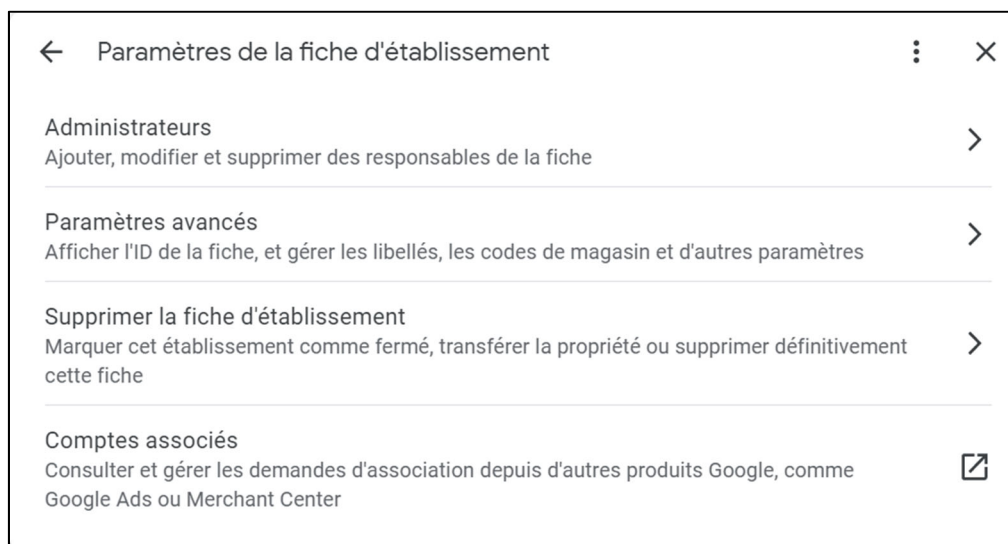 Paramètres de la fiche d'établissement
Administrateurs
Ajouter, modifier et supprimer des responsables de la fiche
Paramètres avancés
Afficher l'ID de la fiche, et gérer les libellés, les codes de magasin et d'autres paramètres
Supprimer la fiche d'établissement
Marquer cet établissement comme fermé, transférer la propriété ou supprimer définitivement
cette fiche
Comptes associés
Consulter et gérer les demandes d'association depuis d'autres produits Google, comme
Google Ads ou Merchant Center